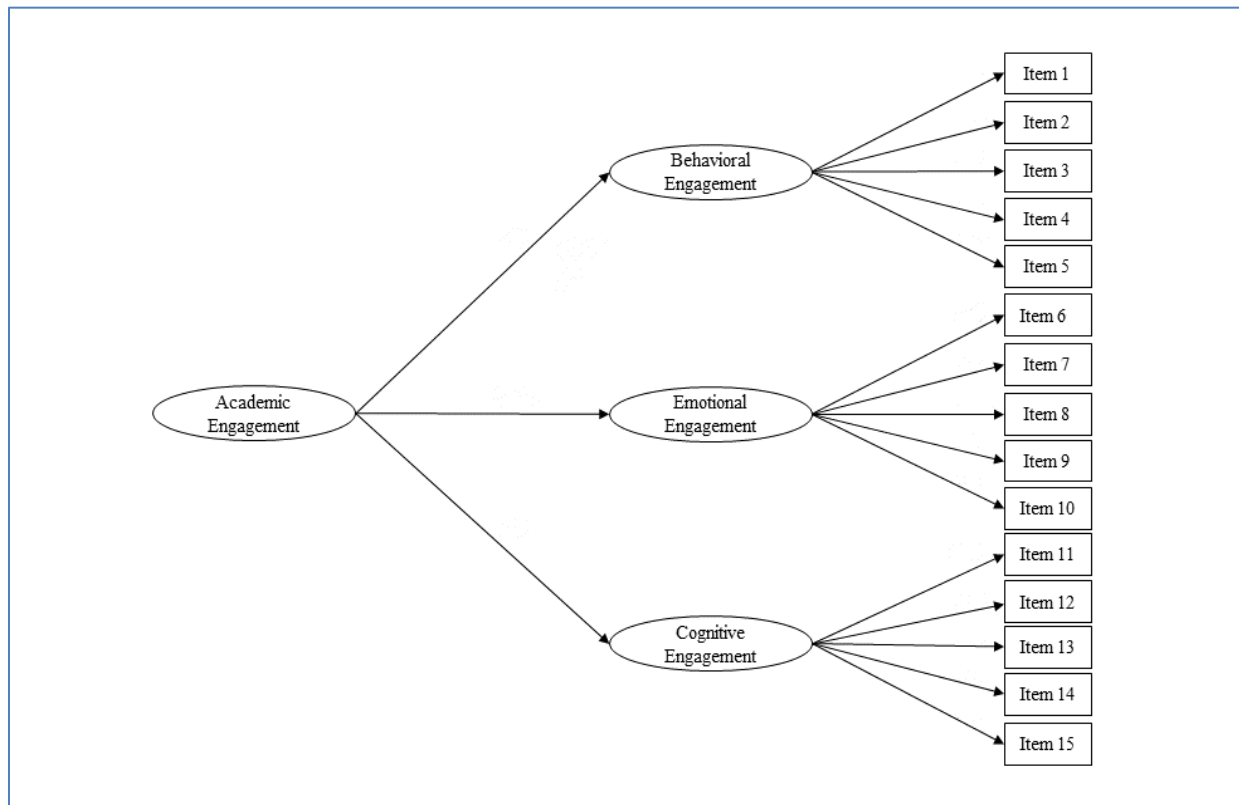 Item 1
Item 2
Behavioral
Engagement
Item 3
Item 4
Item 5
Item 6
Item 7
Academic
Engagement
Emotional
Engagement
Item 8
Item 9
Item 10
Item 11
Item 12
Cognitive
Engagement
Item 13
Item 14
Item 15